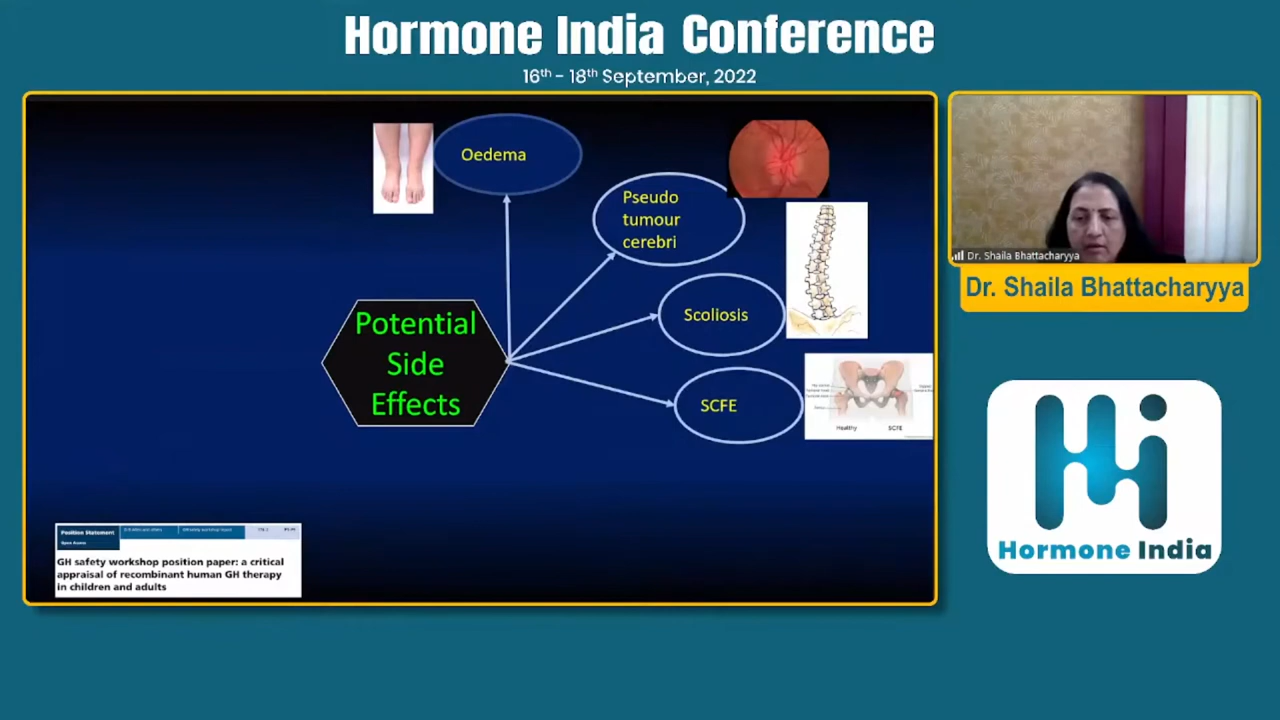 Hormone India Conference
16th - 18th September, 2022
Oedema
Pseudo
tumour
cerebri
Scoliosis
SCFE
Potential
Side
Effects
Healthy
SCFE
Position Statement
GH safety workshop position paper: a critical
appraisal of recombinant human GH therapy
in children and adults
Dr. Shaila Bhattacharyya
Dr. Shaila Bhattacharyya
Hormone India